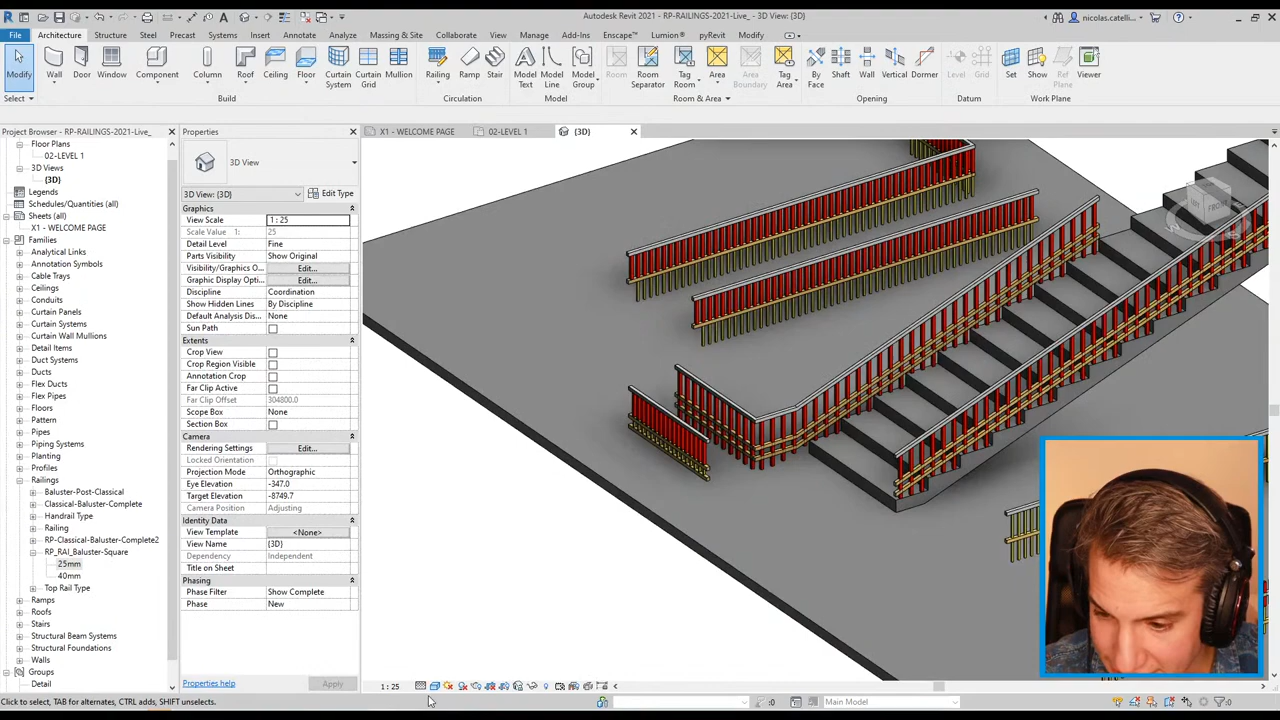 Autodesk Revit 2021 - RP-RAILINGS-2021-Live_ - 3D View: {3D}
nicolas.catelli...
File Architecture Structure Steel Precast Systems Insert Annotate Analyze Massing & Site Collaborate View Manage Add-Ins Enscape™ Lumion® pyRevit Modify
Modify Wall Door Window Component Column Roof Ceiling Floor Curtain System Curtain Grid Mullion Railing Ramp Stair Model Text Model Line Model Group Room Room Separator Tag Room Area Area Boundary Tag Area By Face Shaft Wall Vertical Dormer Level Grid Set Show Ref Plane Viewer
Select Build Circulation Model Room & Area Opening Datum Work Plane
Project Browser - RP-RAILINGS-2021-Live_
Floor Plans
02-LEVEL 1
3D Views
{3D}
Legends
Schedules/Quantities (all)
Sheets (all)
X1 - WELCOME PAGE
Families
Analytical Links
Annotation Symbols
Cable Trays
Ceilings
Conduits
Curtain Panels
Curtain Systems
Curtain Wall Mullions
Detail Items
Duct Systems
Ducts
Flex Ducts
Flex Pipes
Floors
Pattern
Pipes
Piping Systems
Planting
Profiles
Railings
Baluster-Post-Classical
Classical-Baluster-Complete
Handrail Type
Railing
RP-Classical-Baluster-Complete2
RP_RAI_Baluster-Square
25mm
40mm
Top Rail Type
Ramps
Roofs
Stairs
Structural Beam Systems
Structural Foundations
Walls
Groups
Detail
Properties
3D View
3D View: {3D} Edit Type
Graphics
View Scale 1 : 25
Scale Value 1: 25
Detail Level Fine
Parts Visibility Show Original
Visibility/Graphics O... Edit...
Graphic Display Opti... Edit...
Discipline Coordination
Show Hidden Lines By Discipline
Default Analysis Dis... None
Sun Path
Extents
Crop View
Crop Region Visible
Annotation Crop
Far Clip Active
Far Clip Offset 304800.0
Scope Box None
Section Box
Camera
Rendering Settings Edit...
Locked Orientation
Projection Mode Orthographic
Eye Elevation -347.0
Target Elevation -8749.7
Camera Position Adjusting
Identity Data
View Template <None>
View Name {3D}
Dependency Independent
Title on Sheet
Phasing
Phase Filter Show Complete
Phase New
Properties help Apply
X1 - WELCOME PAGE 02-LEVEL 1 {3D}
FRONT
1 : 25
Click to select, TAB for alternates, CTRL adds, SHIFT unselects.
:0 Main Model :0